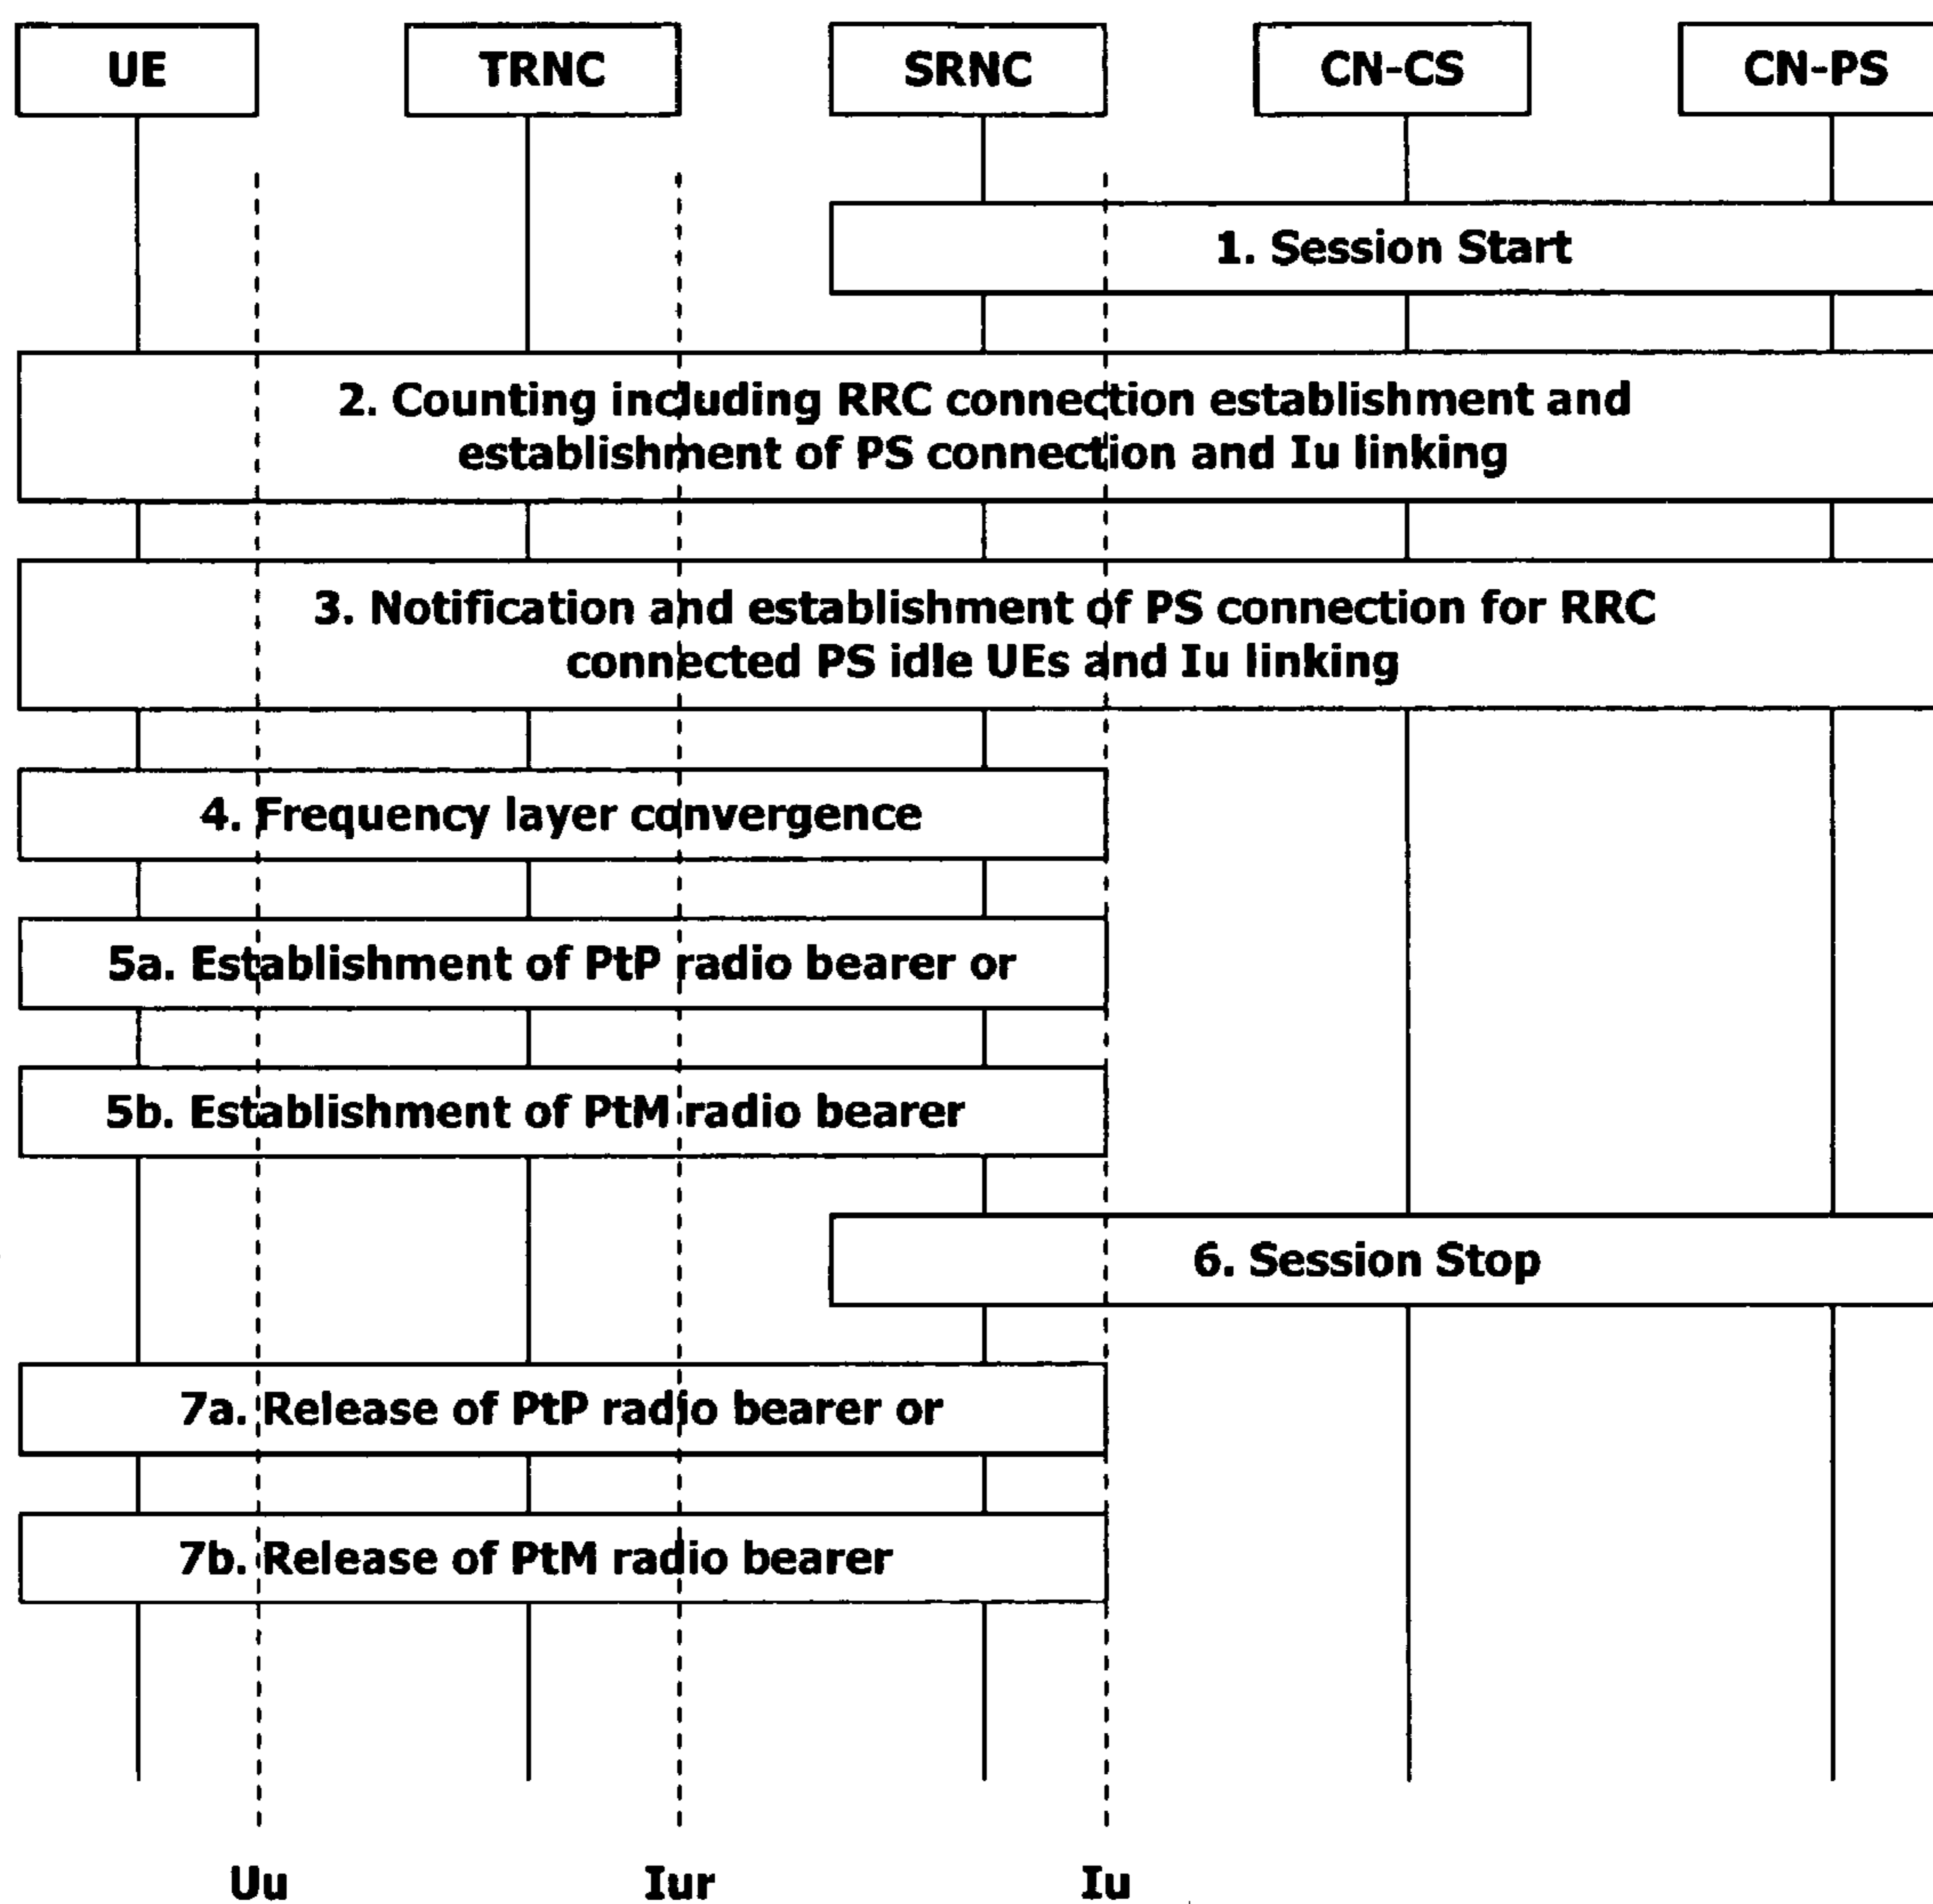 UE
TRNC
SRNC
CN-CS
CN-PS
1. Session Start
2. Counting including RRC connection establishment and
establishment of PS connection and Iu linking
3. Notification and establishment of PS connection for RRC
connected PS idle UEs and Iu linking
4. Frequency layer convergence
5a. Establishment of PtP radio bearer or
5b. Establishment of PtM radio bearer
6. Session Stop
7a. Release of PtP radio bearer or
7b. Release of PtM radio bearer
Uu
Iur
Iu